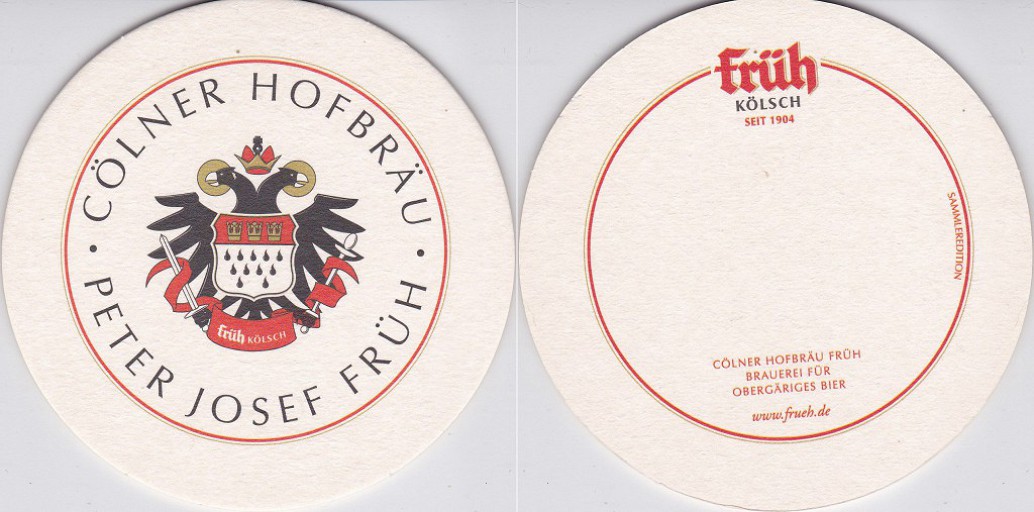 · CÖLNER HOFBRÄU ·
PETER JOSEF FRÜH
früh KÖLSCH
früh
KÖLSCH
SEIT 1904
SAMMLEREDITION
CÖLNER HOFBRÄU FRÜH
BRAUEREI FÜR
OBERGÄRIGES BIER
www.frueh.de